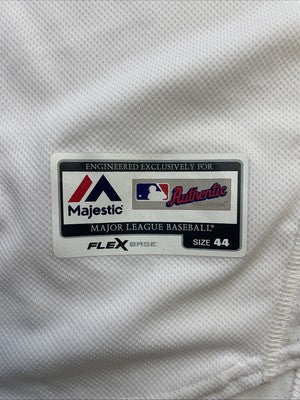 ENGINEERED EXCLUSIVELY FOR
Majestic
Authentic
COLLECTION
MAJOR LEAGUE BASEBALL
FLEX BASE
SIZE 44